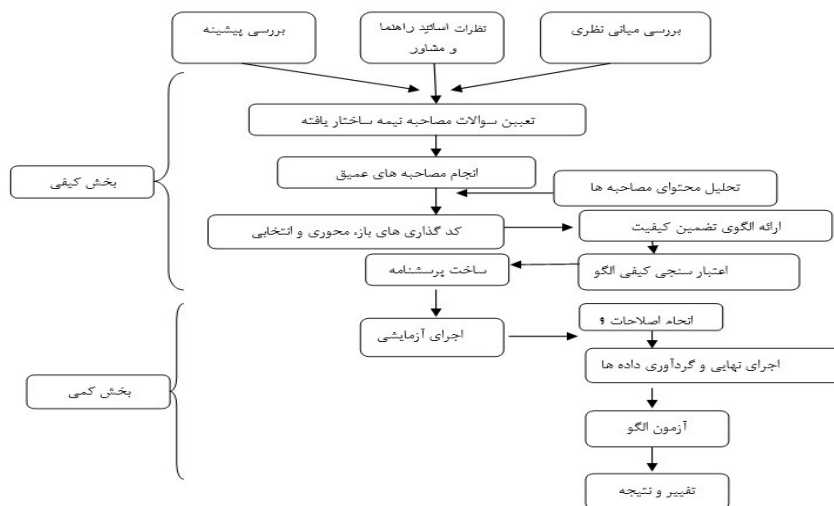 بررسی پیشینه
نظرات اساتید راهنما
و مشاور
بررسی میانی نظری
تعیین سوالات مصاحبه نیمه ساختار یافته
انجام مصاحبه های عمیق
بخش کیفی
تحلیل محتوای مصاحبه ها
کد گذاری های باز، محوری و انتخابی
ارائه الگوی تضمین کیفیت
ساخت پرسشنامه
اعتبار سنجی کیفی الگو
انجام اصلاحات و
اجرای آزمایشی
اجرای نهایی و گردآوری داده ها
بخش کمی
آزمون الگو
تفییر و نتیجه